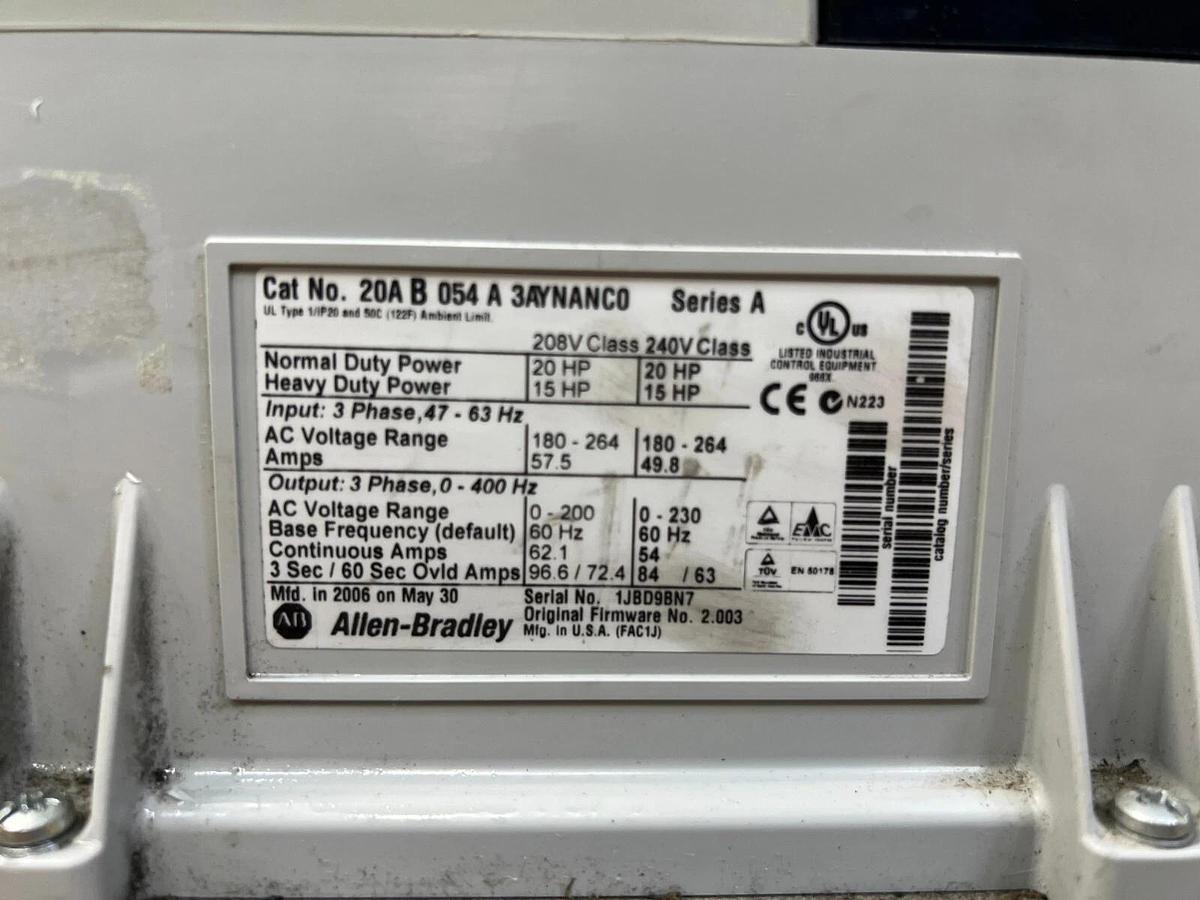 Cat No. 20A B 054 A 3AYNANC0 Series A
UL Type 1/IP20 and 50C (122F) Ambient Limit.
208V Class 240V Class
Normal Duty Power 20 HP 20 HP
Heavy Duty Power 15 HP 15 HP
Input: 3 Phase, 47 - 63 Hz
AC Voltage Range 180 - 264 180 - 264
Amps 57.5 49.8
Output: 3 Phase, 0 - 400 Hz
AC Voltage Range 0 - 200 0 - 230
Base Frequency (default) 60 Hz 60 Hz
Continuous Amps 62.1 54
3 Sec / 60 Sec Ovld Amps 96.6 / 72.4 84 / 63
Mfd. in 2006 on May 30 Serial No. 1JBD9BN7
Original Firmware No. 2.003
AB Allen-Bradley Mfg. in U.S.A. (FAC1J)
C UL US
LISTED INDUSTRIAL
CONTROL EQUIPMENT
966X
CE N223
EMC
TÜV EN 50178
serial number
catalog number/series